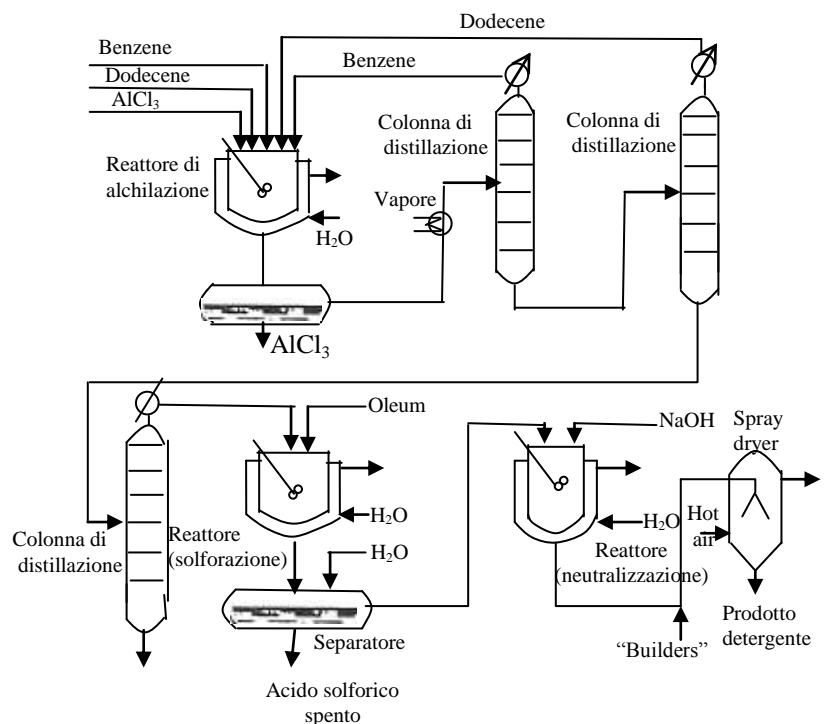 Dodecene
Benzene
Benzene
Dodecene
AlCl₃
Colonna di
distillazione
Colonna di
distillazione
Reattore di
alchilazione
Vapore
H₂O
AlCl₃
Oleum
NaOH
Spray
dryer
H₂O
H₂O
Hot
air
Colonna di
distillazione
Reattore
(solforazione)
H₂O
Reattore
(neutralizzazione)
Separatore
“Builders”
Prodotto
detergente
Acido solforico
spento